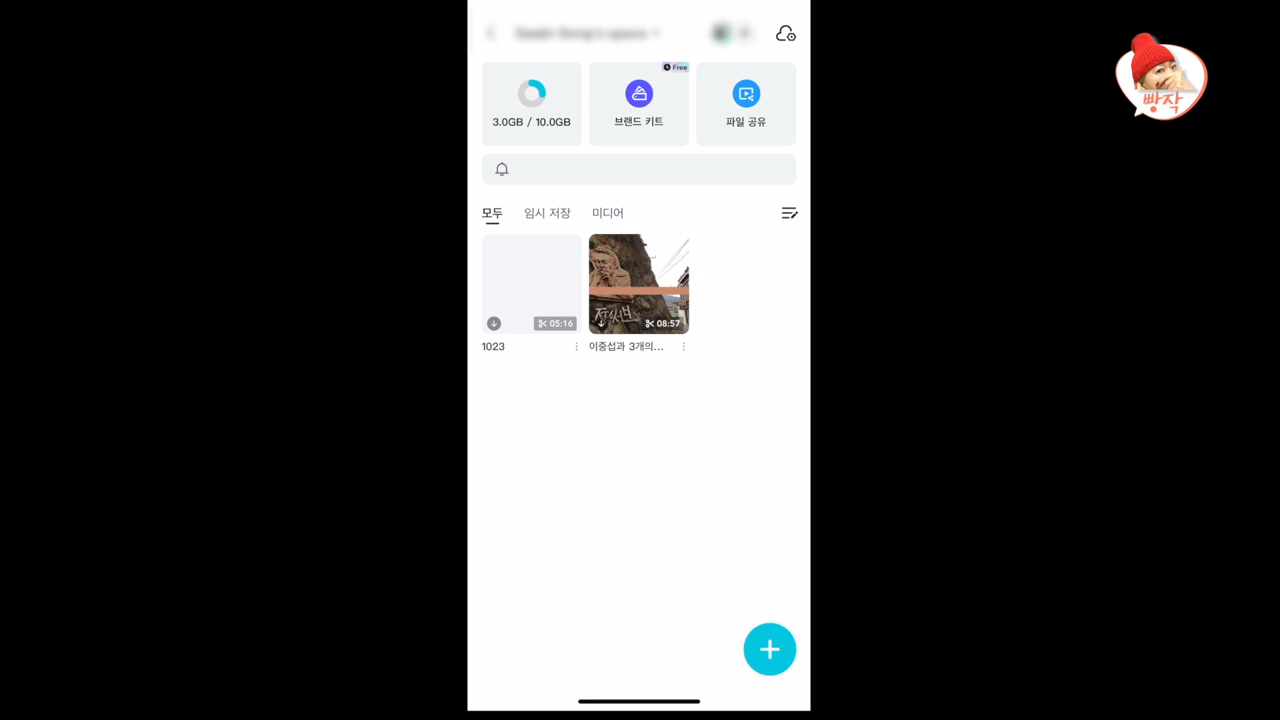 Free
3.0GB / 10.0GB
브랜드 키트
파일 공유
모두
임시 저장
미디어
05:16
08:57
1023
이중섭과 3개의...
빵작